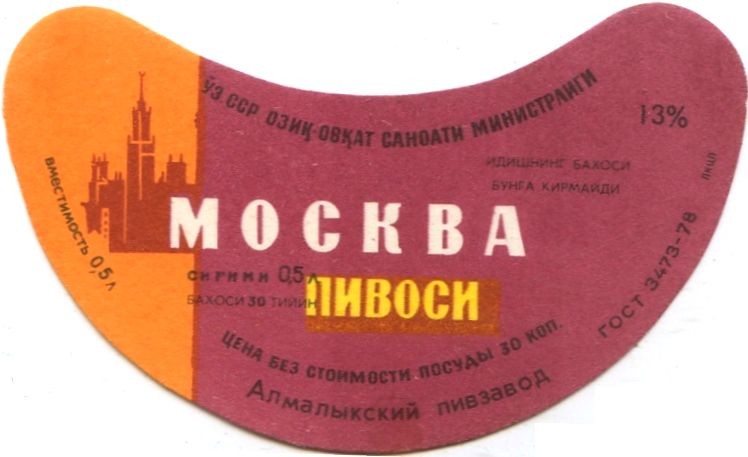 ЎЗ ССР ОЗИҚ-ОВҚАТ САНОАТИ МИНИСТРЛИГИ
13%
ИДИШНИНГ БАХОСИ
БУНГА КИРМАЙДИ
ВМЕСТИМОСТЬ 0,5л
МОСКВА
СИҒИМИ 0,5 л
БАХОСИ 30 ТИЙИН
ПИВОСИ
ЦЕНА БЕЗ СТОИМОСТИ ПОСУДЫ 30 КОП.
Алмалыкский пивзавод
ГОСТ 3473-78